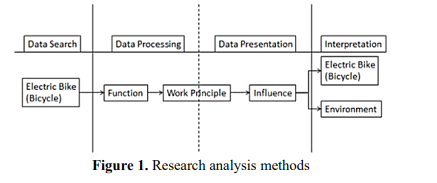 Data Search
Data Processing
Data Presentation
Interpretation
Electric Bike
(Bicycle)
Function
Work Principle
Influence
Electric Bike
(Bicycle)
Environment
Figure 1. Research analysis methods